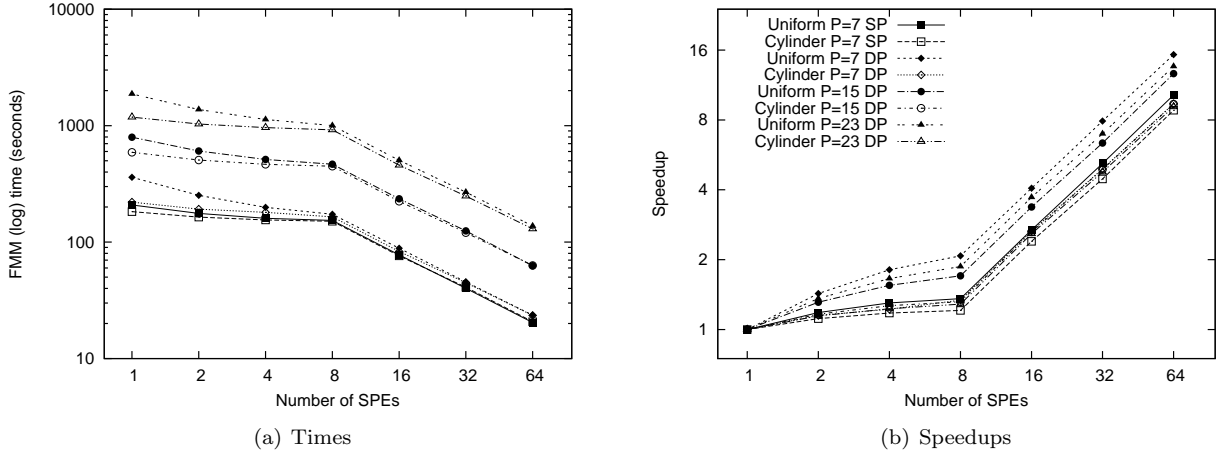 10000
1000
100
10
1
2
4
8
16
32
64
FMM (log) time (seconds)
Number of SPEs
(a) Times
Uniform P=7 SP
Cylinder P=7 SP
Uniform P=7 DP
Cylinder P=7 DP
Uniform P=15 DP
Cylinder P=15 DP
Uniform P=23 DP
Cylinder P=23 DP
16
8
4
2
1
1
2
4
8
16
32
64
Speedup
Number of SPEs
(b) Speedups